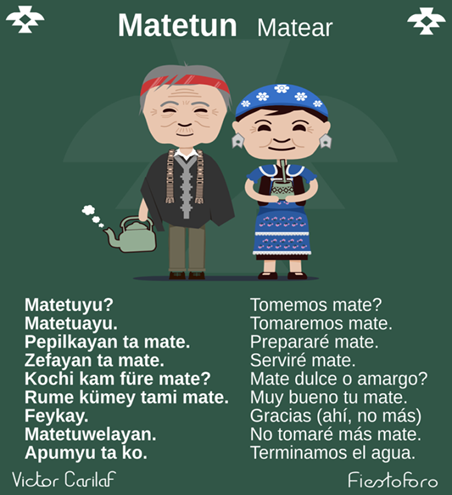 Matetun Matear
Matetuyu? Tomemos mate?
Matetuayu. Tomaremos mate.
Pepilkayan ta mate. Prepararé mate.
Zefayan ta mate. Serviré mate.
Kochi kam füre mate? Mate dulce o amargo?
Rume kümey tami mate. Muy bueno tu mate.
Feykay. Gracias (ahí, no más)
Matetuwelayan. No tomaré más mate.
Apumyu ta ko. Terminamos el agua.
Victor Carilaf Fiestoforo